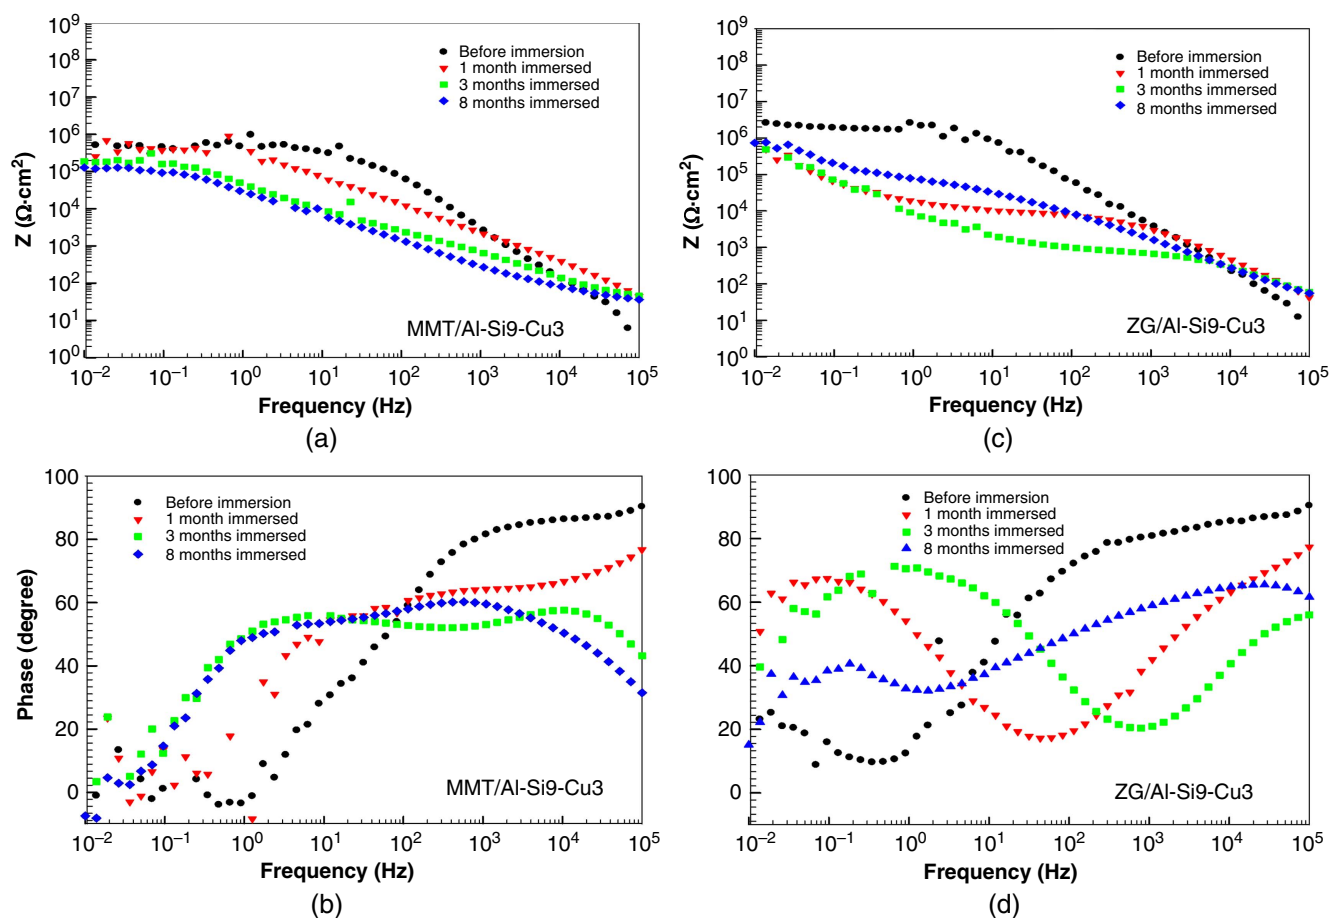 10⁹
10⁸
10⁷
10⁶
10⁵
10⁴
10³
10²
10¹
10⁰
Z (Ω·cm²)
Before immersion
1 month immersed
3 months immersed
8 months immersed
MMT/Al-Si9-Cu3
10⁻² 10⁻¹ 10⁰ 10¹ 10² 10³ 10⁴ 10⁵
Frequency (Hz)
(a)
10⁹
10⁸
10⁷
10⁶
10⁵
10⁴
10³
10²
10¹
10⁰
Z (Ω·cm²)
Before immersion
1 month immersed
3 months immersed
8 months immersed
ZG/Al-Si9-Cu3
10⁻² 10⁻¹ 10⁰ 10¹ 10² 10³ 10⁴ 10⁵
Frequency (Hz)
(c)
100
80
60
40
20
0
Phase (degree)
Before immersion
1 month immersed
3 months immersed
8 months immersed
MMT/Al-Si9-Cu3
10⁻² 10⁻¹ 10⁰ 10¹ 10² 10³ 10⁴ 10⁵
Frequency (Hz)
(b)
100
80
60
40
20
0
Phase (degree)
Before immersion
1 month immersed
3 months immersed
8 months immersed
ZG/Al-Si9-Cu3
10⁻² 10⁻¹ 10⁰ 10¹ 10² 10³ 10⁴ 10⁵
Frequency (Hz)
(d)